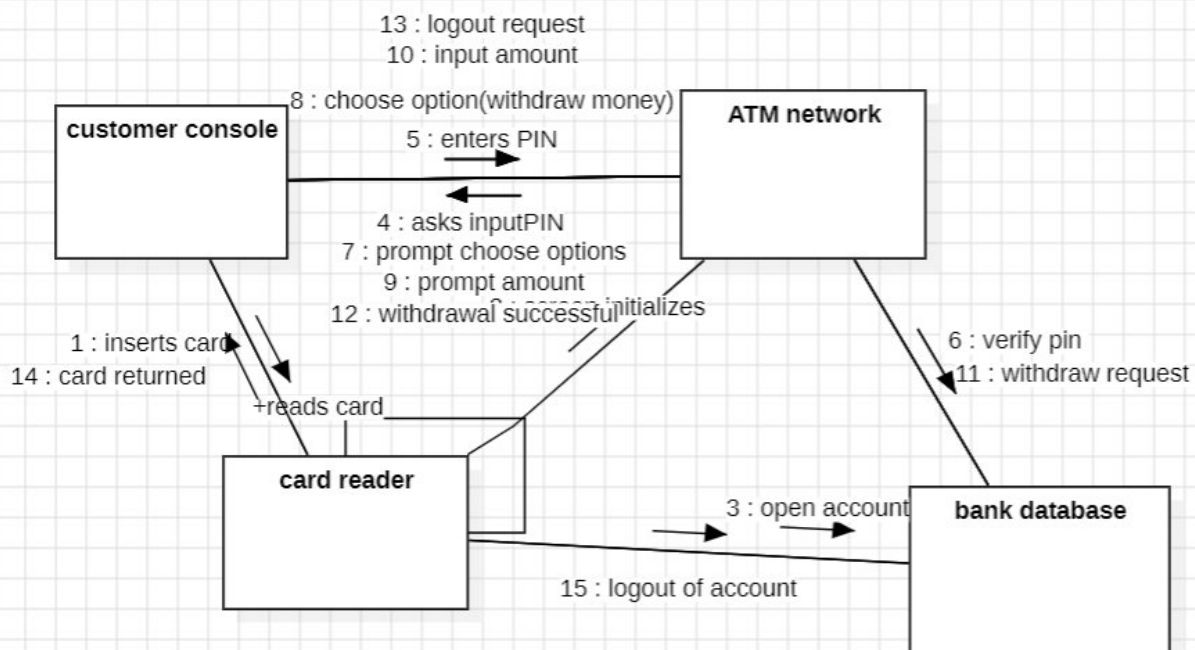 13 : logout request
10 : input amount
8 : choose option(withdraw money)
5 : enters PIN
customer console
ATM network
4 : asks inputPIN
7 : prompt choose options
9 : prompt amount
initializes
12 : withdrawal successful
1 : inserts card
14 : card returned
6 : verify pin
11 : withdraw request
+reads card
card reader
3 : open account
bank database
15 : logout of account